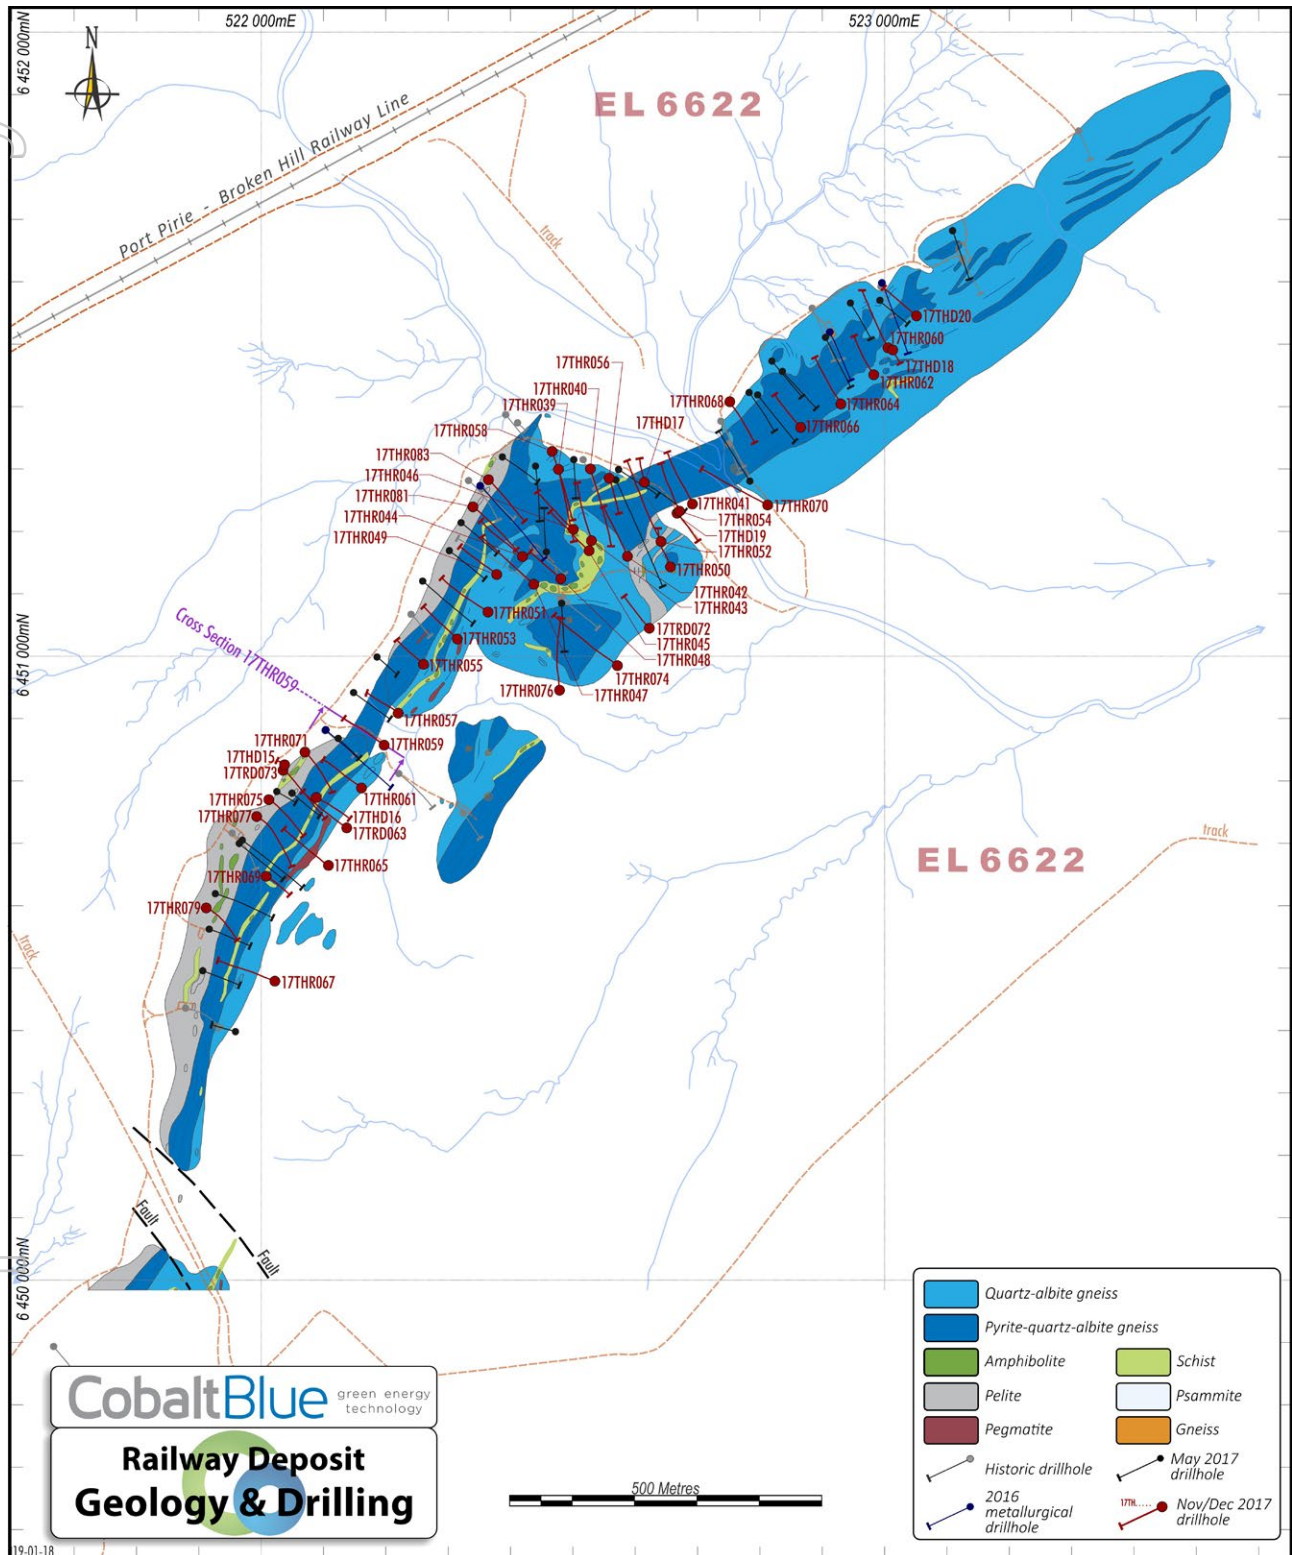 522 000mE
523 000mE
6 452 000mN
N
EL 6622
Port Pirie - Broken Hill Railway Line
track
17THD20
17THR060
17THD18
17THR062
17THR056
17THR040
17THR039
17THR068
17THR064
17THD17
17THR058
17THR066
17THR083
17THR046
17THR081
17THR041
17THR070
17THR044
17THR054
17THR049
17THD19
17THR052
17THR050
17THR042
17THR043
17THR051
17TRD072
17THR053
17THR045
17THR048
17THR055
17THR074
17THR076
17THR047
6 451 000mN
Cross Section 17THR059
17THR057
17THR071
17THR059
17THD15
17TRD073
17THR061
17THR075
17THR077
17THD16
17TRD063
17THR065
17THR069
EL 6622
track
17THR079
track
17THR067
Fault
Fault
6 450 000mN
Quartz-albite gneiss
Pyrite-quartz-albite gneiss
Amphibolite
Schist
Pelite
Psammite
Pegmatite
Gneiss
Historic drillhole
May 2017
drillhole
2016
metallurgical
drillhole
17TH.....
Nov/Dec 2017
drillhole
CobaltBlue
green energy
technology
Railway Deposit
Geology & Drilling
500 Metres
19-01-18